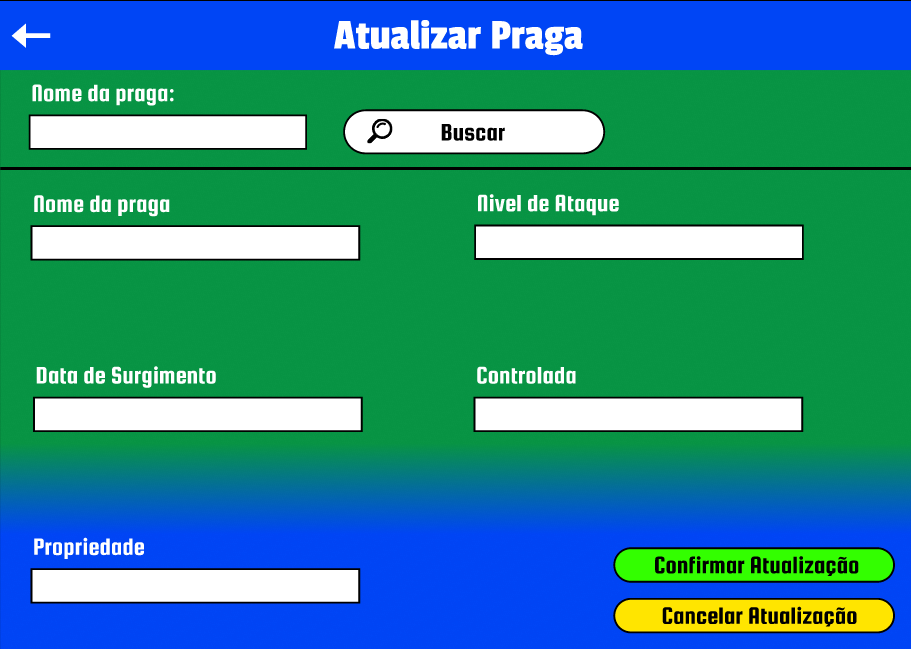 Atualizar Praga
Nome da praga:
Buscar
Nome da praga
Nivel de Ataque
Data de Surgimento
Controlada
Propriedade
Confirmar Atualização
Cancelar Atualização